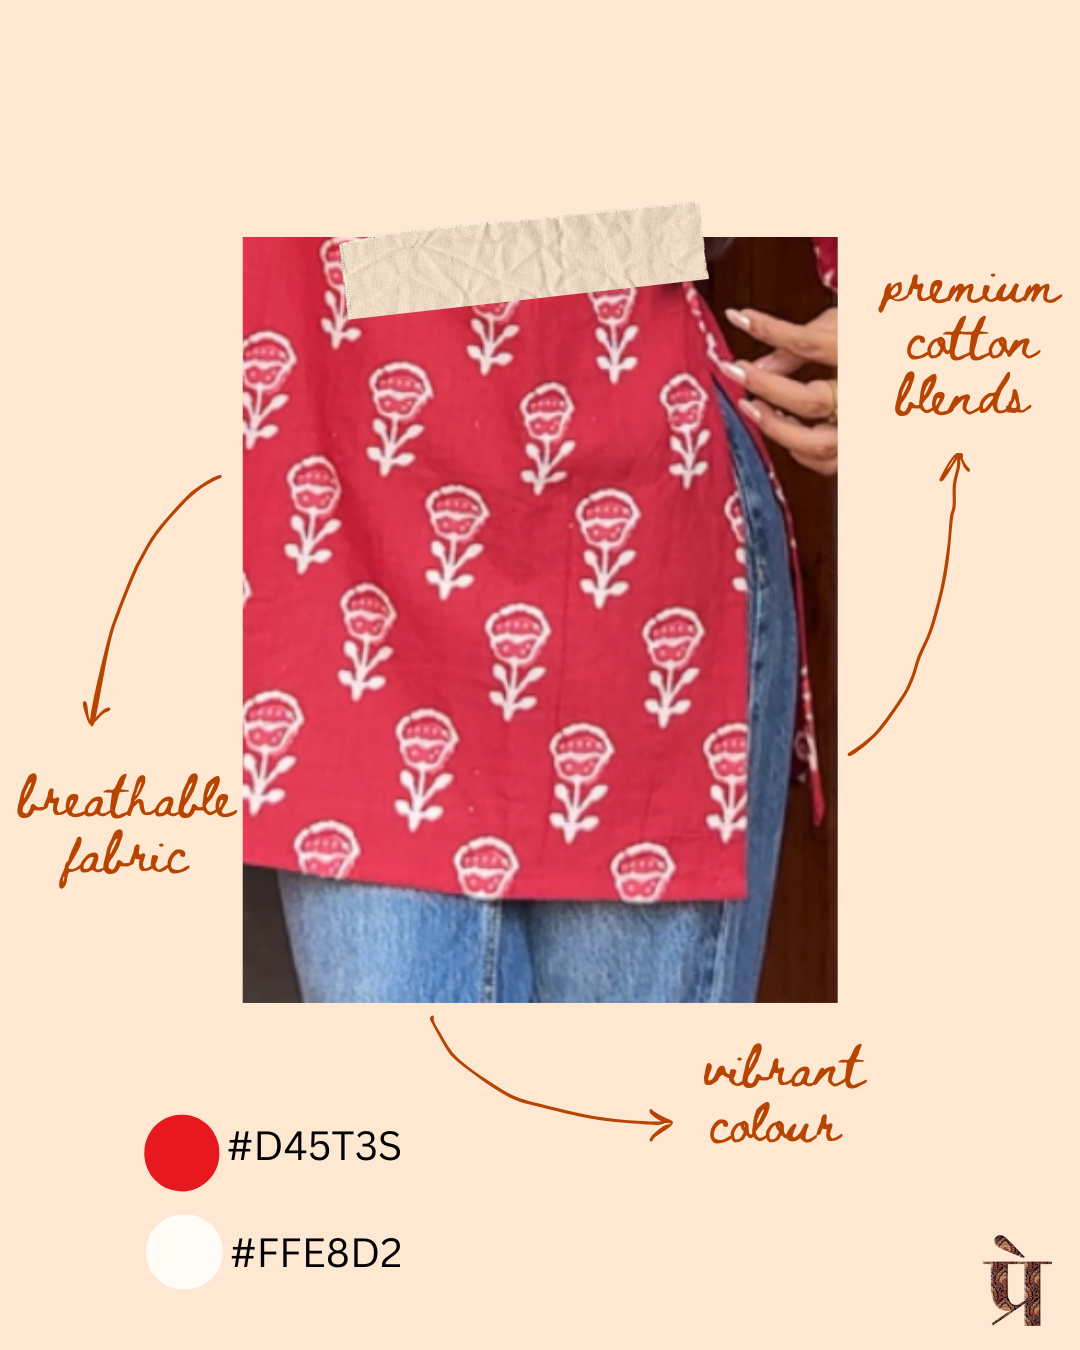 premium
cotton
blends
breathable
fabric
vibrant
colour
#D45T3S
#FFE8D2
प्रे